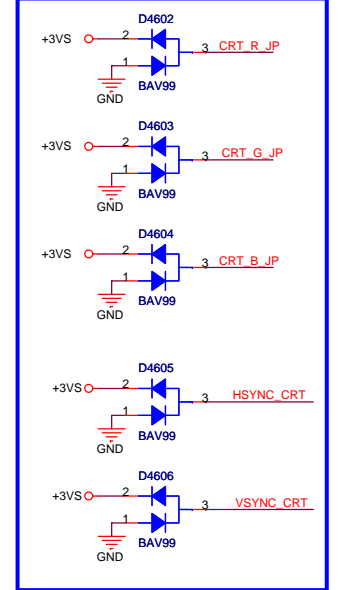 D4602
+3VS 2 3 CRT_R_JP
1
GND BAV99
D4603
+3VS 2 3 CRT_G_JP
1
GND BAV99
D4604
+3VS 2 3 CRT_B_JP
1
GND BAV99
D4605
+3VS 2 3 HSYNC_CRT
1
GND BAV99
D4606
+3VS 2 3 VSYNC_CRT
1
GND BAV99